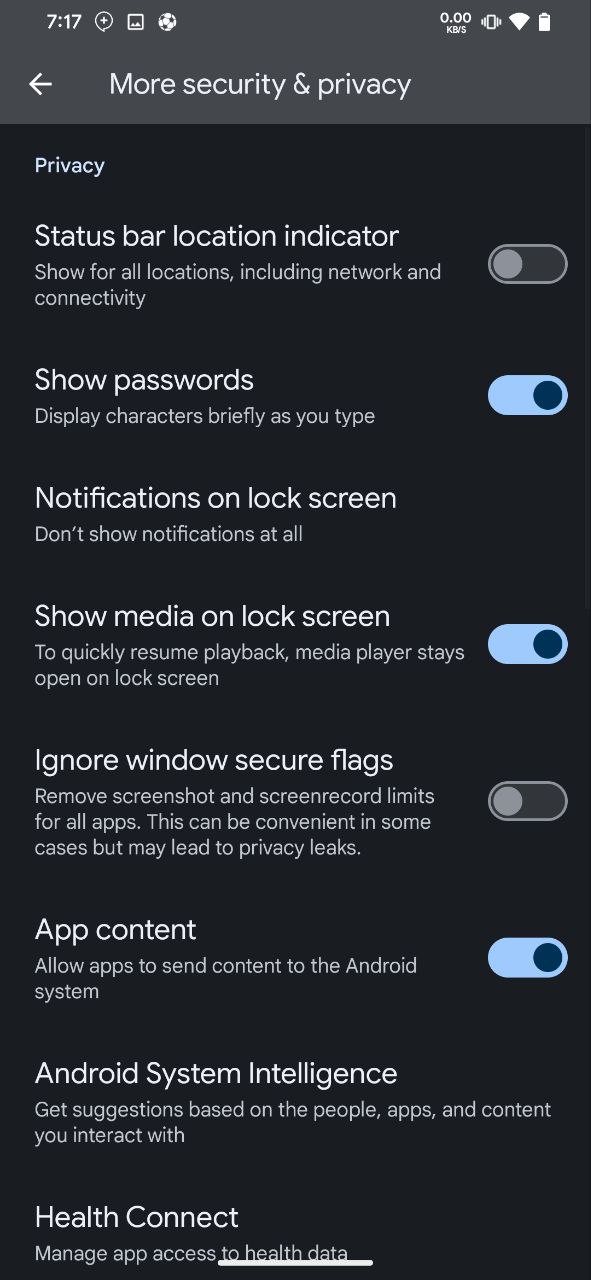 7:17
0.00
KB/S
More security & privacy
Privacy
Status bar location indicator
Show for all locations, including network and
connectivity
Show passwords
Display characters briefly as you type
Notifications on lock screen
Don't show notifications at all
Show media on lock screen
To quickly resume playback, media player stays
open on lock screen
Ignore window secure flags
Remove screenshot and screenrecord limits
for all apps. This can be convenient in some
cases but may lead to privacy leaks.
App content
Allow apps to send content to the Android
system
Android System Intelligence
Get suggestions based on the people, apps, and content
you interact with
Health Connect
Manage app access to health data